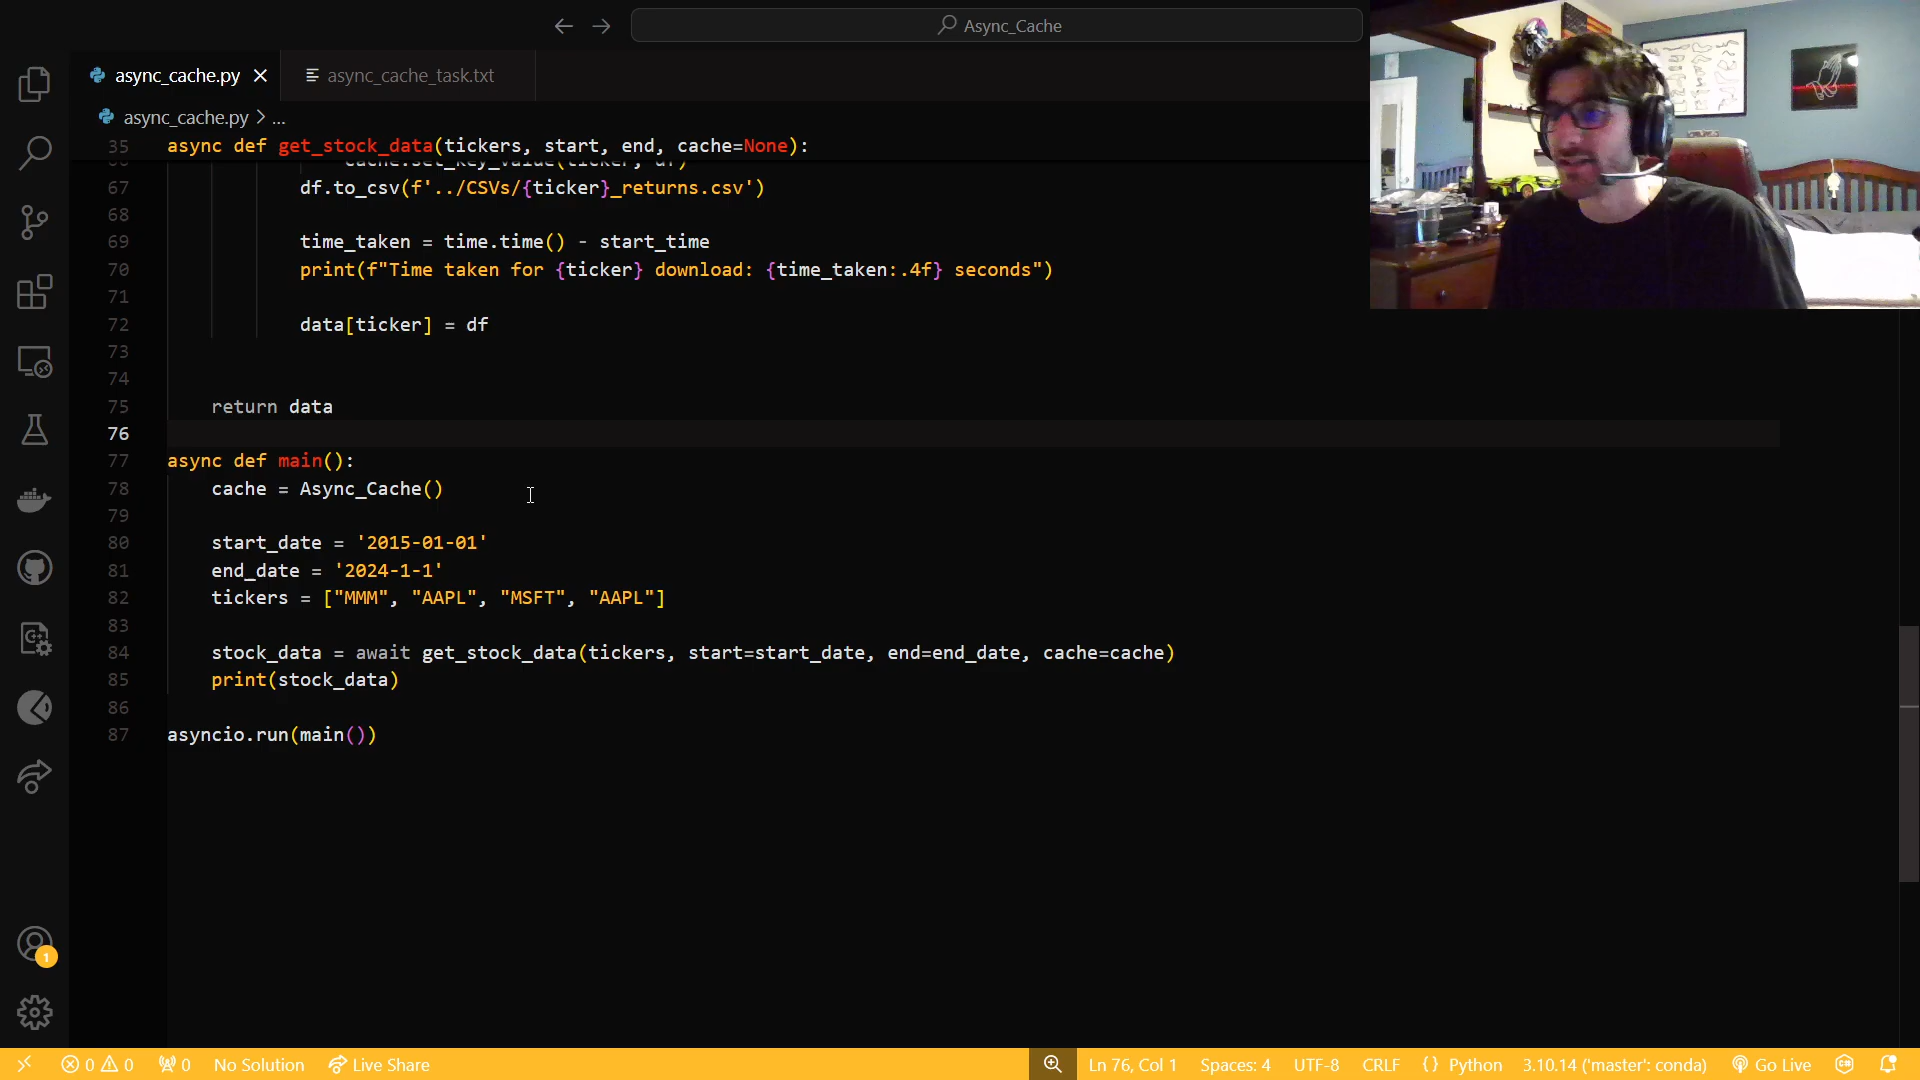 Async_Cache
async_cache.py
async_cache_task.txt
async_cache.py > ...
35 async def get_stock_data(tickers, start, end, cache=None):
cache.set_key_value(ticker, df)
67 df.to_csv(f'../CSVs/{ticker}_returns.csv')
68
69 time_taken = time.time() - start_time
70 print(f"Time taken for {ticker} download: {time_taken:.4f} seconds")
71
72 data[ticker] = df
73
74
75 return data
76
77 async def main():
78 cache = Async_Cache()
79
80 start_date = '2015-01-01'
81 end_date = '2024-1-1'
82 tickers = ["MMM", "AAPL", "MSFT", "AAPL"]
83
84 stock_data = await get_stock_data(tickers, start=start_date, end=end_date, cache=cache)
85 print(stock_data)
86
87 asyncio.run(main())
1
0 0 0 No Solution Live Share Ln 76, Col 1 Spaces: 4 UTF-8 CRLF {} Python 3.10.14 ('master': conda) Go Live